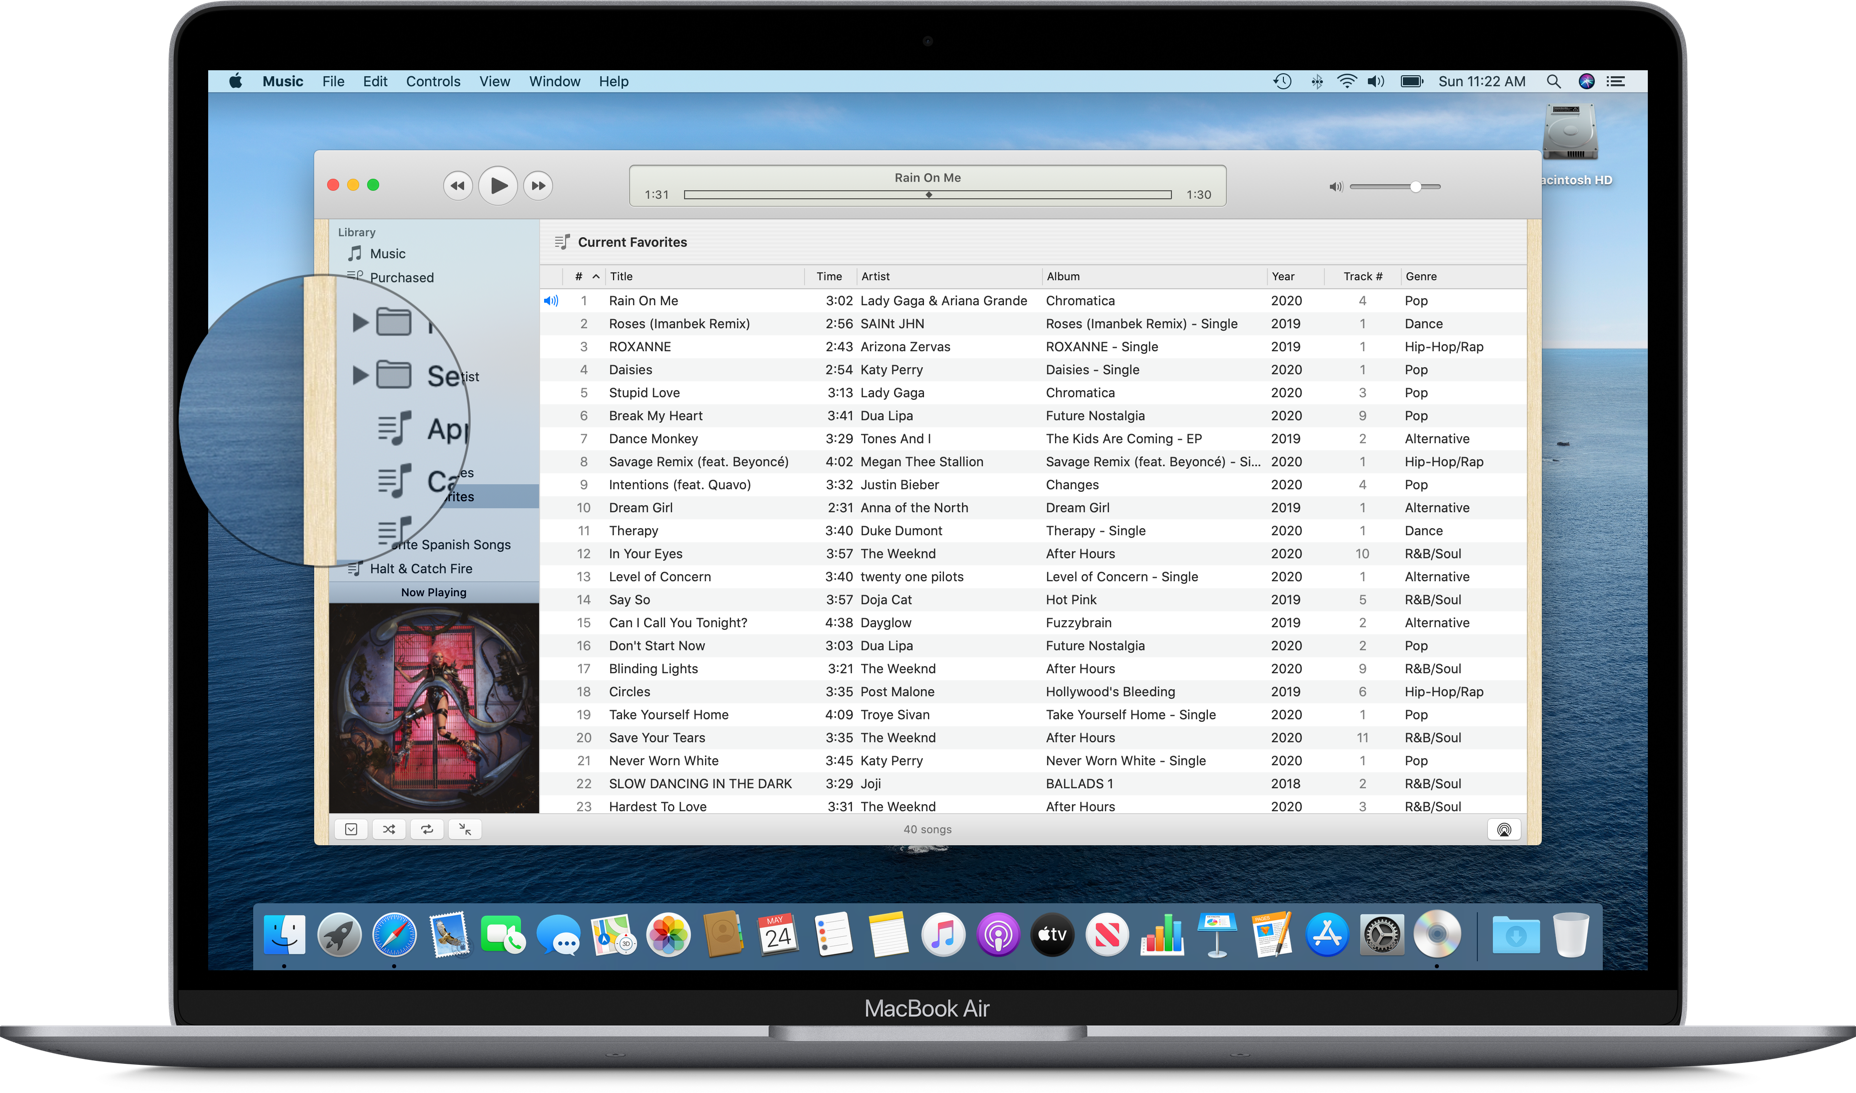 Music File Edit Controls View Window Help Sun 11:22 AM
acintosh HD
Rain On Me
1:31 1:30
Library
Music
Purchased
Current Favorites
# Title Time Artist Album Year Track # Genre
1 Rain On Me 3:02 Lady Gaga & Ariana Grande Chromatica 2020 4 Pop
2 Roses (Imanbek Remix) 2:56 SAINt JHN Roses (Imanbek Remix) - Single 2019 1 Dance
3 ROXANNE 2:43 Arizona Zervas ROXANNE - Single 2019 1 Hip-Hop/Rap
4 Daisies 2:54 Katy Perry Daisies - Single 2020 1 Pop
5 Stupid Love 3:13 Lady Gaga Chromatica 2020 3 Pop
6 Break My Heart 3:41 Dua Lipa Future Nostalgia 2020 9 Pop
7 Dance Monkey 3:29 Tones And I The Kids Are Coming - EP 2019 2 Alternative
8 Savage Remix (feat. Beyoncé) 4:02 Megan Thee Stallion Savage Remix (feat. Beyoncé) - Si... 2020 1 Hip-Hop/Rap
9 Intentions (feat. Quavo) 3:32 Justin Bieber Changes 2020 4 Pop
10 Dream Girl 2:31 Anna of the North Dream Girl 2019 1 Alternative
11 Therapy 3:40 Duke Dumont Therapy - Single 2020 1 Dance
12 In Your Eyes 3:57 The Weeknd After Hours 2020 10 R&B/Soul
13 Level of Concern 3:40 twenty one pilots Level of Concern - Single 2020 1 Alternative
14 Say So 3:57 Doja Cat Hot Pink 2019 5 R&B/Soul
15 Can I Call You Tonight? 4:38 Dayglow Fuzzybrain 2019 2 Alternative
16 Don't Start Now 3:03 Dua Lipa Future Nostalgia 2020 2 Pop
17 Blinding Lights 3:21 The Weeknd After Hours 2020 9 R&B/Soul
18 Circles 3:35 Post Malone Hollywood's Bleeding 2019 6 Hip-Hop/Rap
19 Take Yourself Home 4:09 Troye Sivan Take Yourself Home - Single 2020 1 Pop
20 Save Your Tears 3:35 The Weeknd After Hours 2020 11 R&B/Soul
21 Never Worn White 3:45 Katy Perry Never Worn White - Single 2020 1 Pop
22 SLOW DANCING IN THE DARK 3:29 Joji BALLADS 1 2018 2 R&B/Soul
23 Hardest To Love 3:31 The Weeknd After Hours 2020 3 R&B/Soul
Se tist
App
es
Ca rites
rite Spanish Songs
Halt & Catch Fire
Now Playing
40 songs
MAY
24
3D
tv
PAGES
MacBook Air